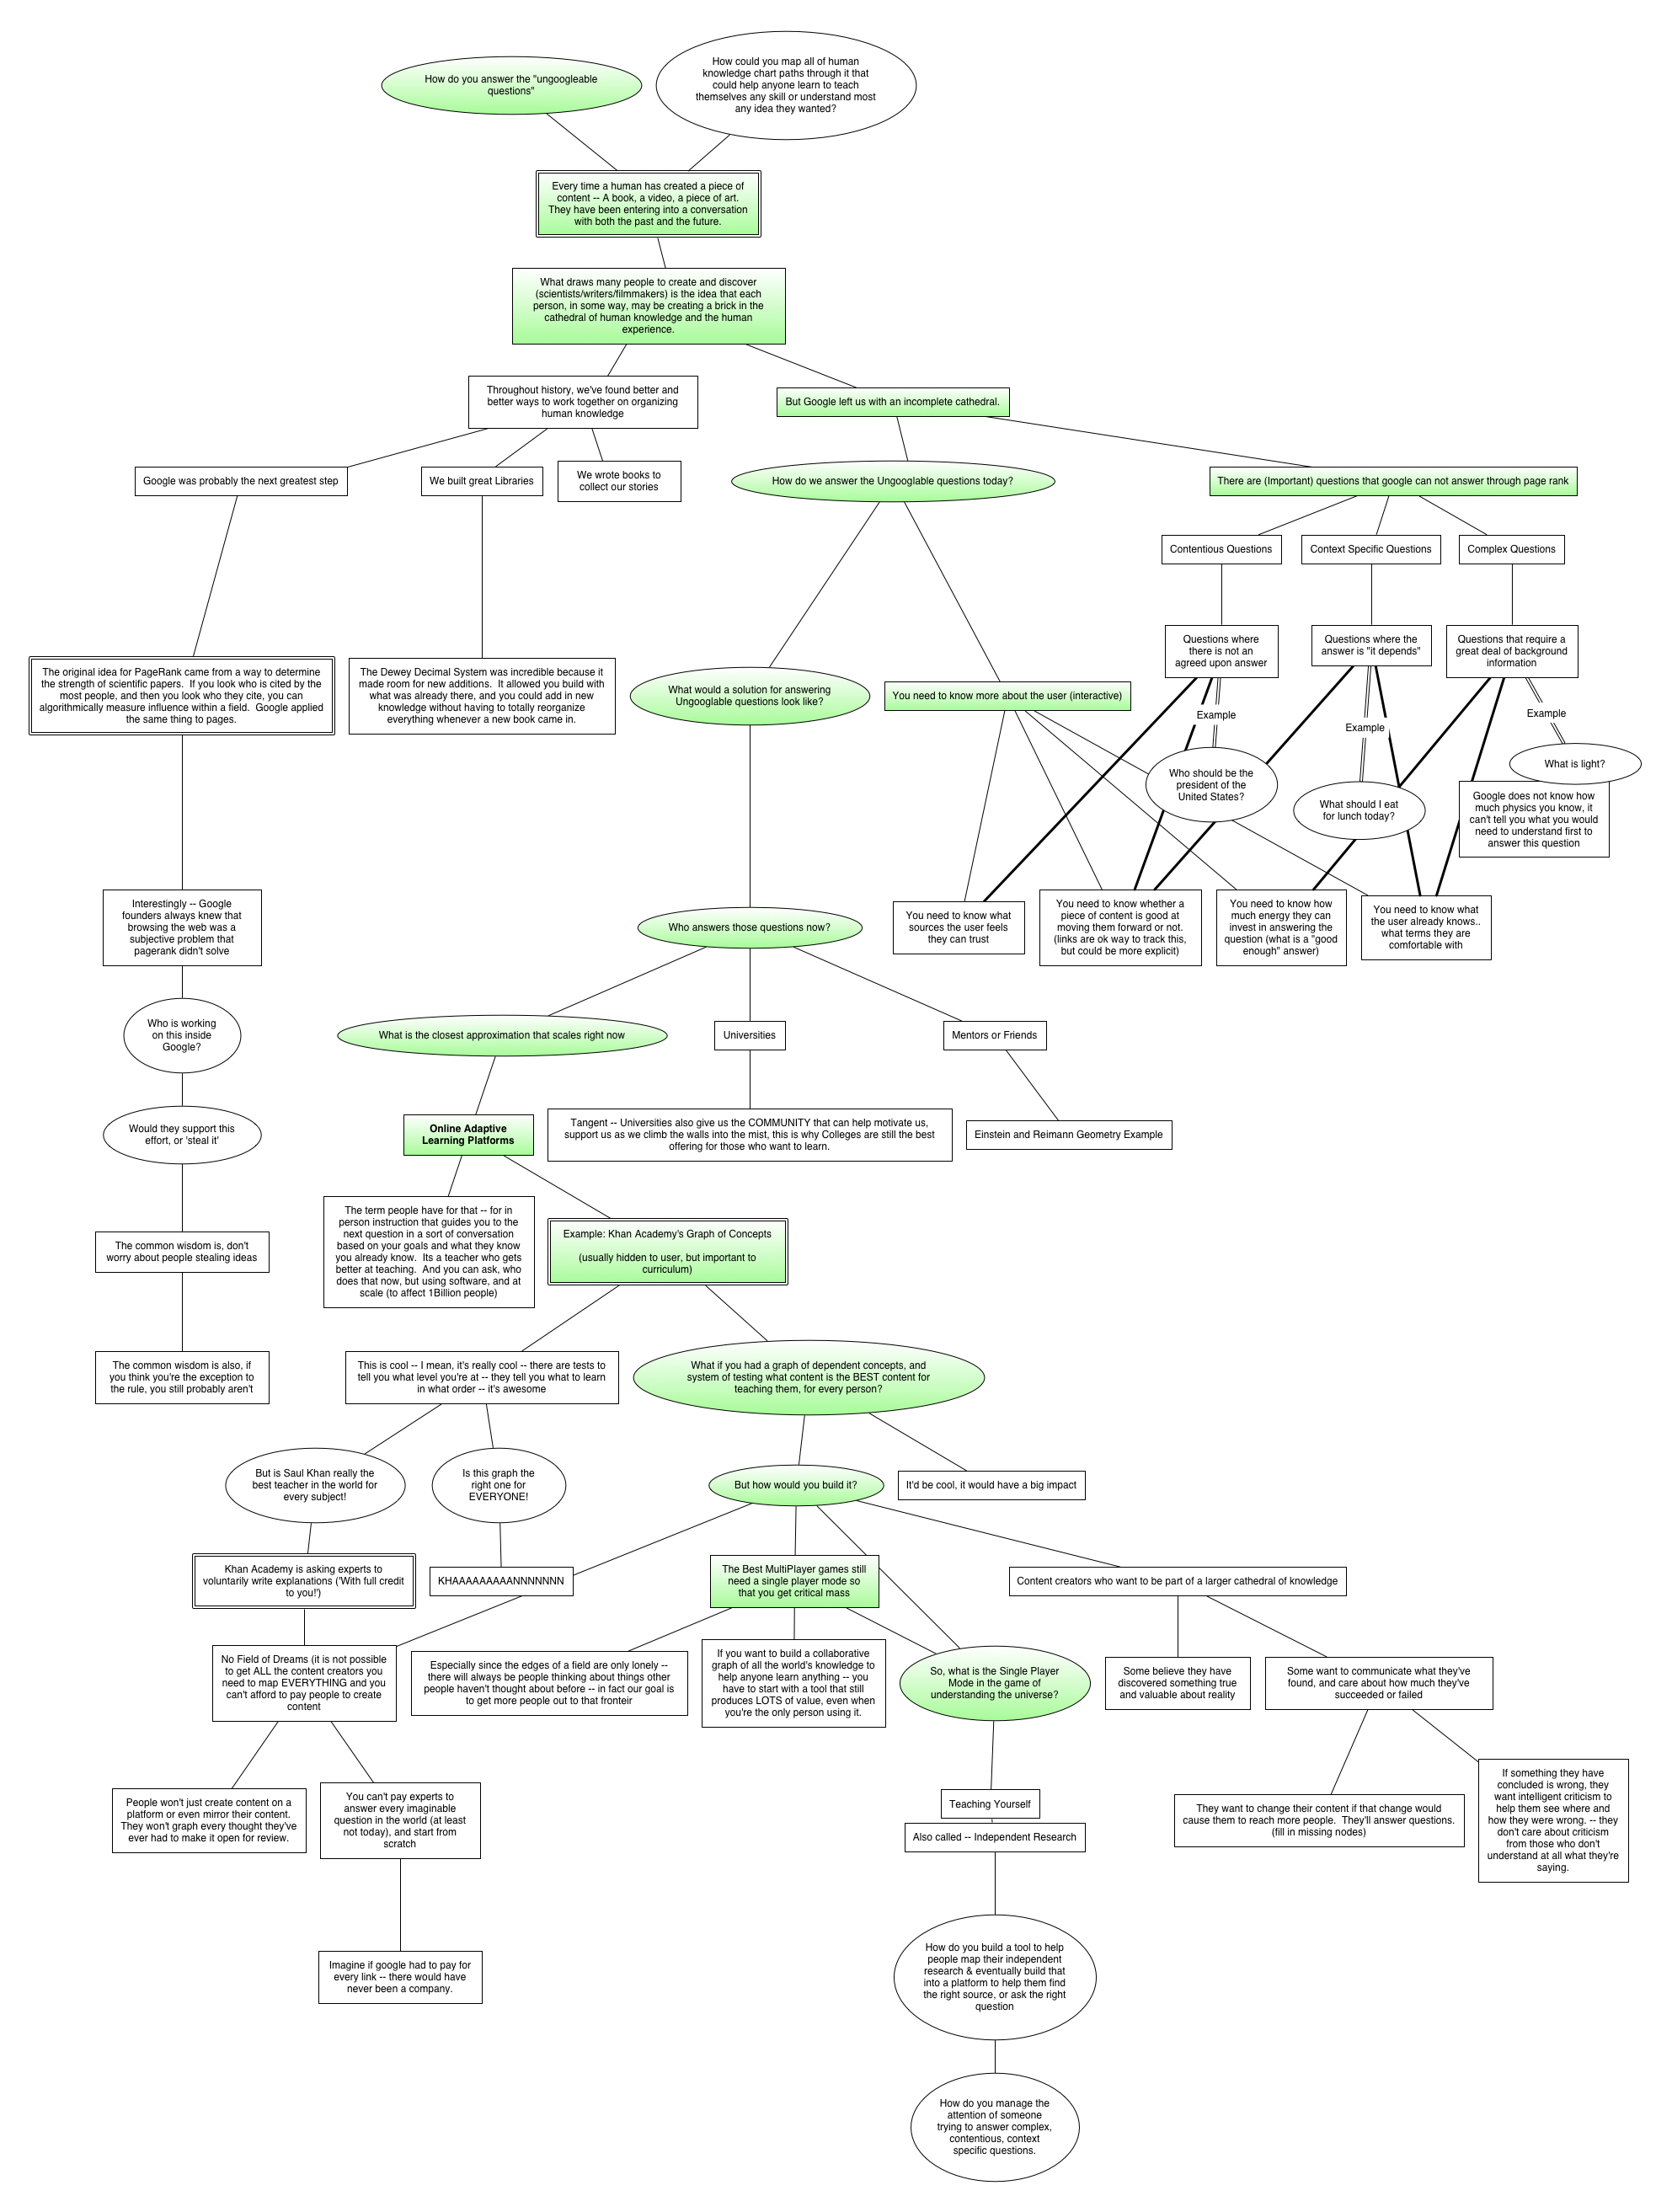 How do you answer the "ungoogleable
questions"
How could you map all of human
knowledge chart paths through it that
could help anyone learn to teach
themselves any skill or understand most
any idea they wanted?
Every time a human has created a piece of
content -- A book, a video, a piece of art.
They have been entering into a conversation
with both the past and the future.
What draws many people to create and discover
(scientists/writers/filmmakers) is the idea that each
person, in some way, may be creating a brick in the
cathedral of human knowledge and the human
experience.
Throughout history, we've found better and
better ways to work together on organizing
human knowledge
But Google left us with an incomplete cathedral.
Google was probably the next greatest step
We built great Libraries
We wrote books to
collect our stories
How do we answer the Ungooglable questions today?
There are (Important) questions that google can not answer through page rank
Contentious Questions
Context Specific Questions
Complex Questions
Questions where
there is not an
agreed upon answer
Questions where the
answer is "it depends"
Questions that require a
great deal of background
information
The original idea for PageRank came from a way to determine
the strength of scientific papers.  If you look who is cited by the
most people, and then you look who they cite, you can
algorithmically measure influence within a field.  Google applied
the same thing to pages.
The Dewey Decimal System was incredible because it
made room for new additions.  It allowed you build with
what was already there, and you could add in new
knowledge without having to totally reorganize
everything whenever a new book came in.
What would a solution for answering
Ungooglable questions look like?
You need to know more about the user (interactive)
Example
Example
Example
Who should be the
president of the
United States?
What should I eat
for lunch today?
What is light?
Google does not know how
much physics you know, it
can't tell you what you would
need to understand first to
answer this question
Interestingly -- Google
founders always knew that
browsing the web was a
subjective problem that
pagerank didn't solve
Who answers those questions now?
You need to know what
sources the user feels
they can trust
You need to know whether a
piece of content is good at
moving them forward or not.
(links are ok way to track this,
but could be more explicit)
You need to know how
much energy they can
invest in answering the
question (what is a "good
enough" answer)
You need to know what
the user already knows..
what terms they are
comfortable with
Who is working
on this inside
Google?
What is the closest approximation that scales right now
Universities
Mentors or Friends
Would they support this
effort, or 'steal it'
Online Adaptive
Learning Platforms
Tangent -- Universities also give us the COMMUNITY that can help motivate us,
support us as we climb the walls into the mist, this is why Colleges are still the best
offering for those who want to learn.
Einstein and Reimann Geometry Example
The common wisdom is, don't
worry about people stealing ideas
The term people have for that -- for in
person instruction that guides you to the
next question in a sort of conversation
based on your goals and what they know
you already know.  Its a teacher who gets
better at teaching.  And you can ask, who
does that now, but using software, and at
scale (to affect 1Billion people)
Example: Khan Academy's Graph of Concepts
(usually hidden to user, but important to
curriculum)
The common wisdom is also, if
you think you're the exception to
the rule, you still probably aren't
This is cool -- I mean, it's really cool -- there are tests to
tell you what level you're at -- they tell you what to learn
in what order -- it's awesome
What if you had a graph of dependent concepts, and
system of testing what content is the BEST content for
teaching them, for every person?
But is Saul Khan really the
best teacher in the world for
every subject!
Is this graph the
right one for
EVERYONE!
But how would you build it?
It'd be cool, it would have a big impact
Khan Academy is asking experts to
voluntarily write explanations ('With full credit
to you!')
KHAAAAAAAAANNNNNNN
The Best MultiPlayer games still
need a single player mode so
that you get critical mass
Content creators who want to be part of a larger cathedral of knowledge
No Field of Dreams (it is not possible
to get ALL the content creators you
need to map EVERYTHING and you
can't afford to pay people to create
content
Especially since the edges of a field are only lonely --
there will always be people thinking about things other
people haven't thought about before -- in fact our goal is
to get more people out to that fronteir
If you want to build a collaborative
graph of all the world's knowledge to
help anyone learn anything -- you
have to start with a tool that still
produces LOTS of value, even when
you're the only person using it.
So, what is the Single Player
Mode in the game of
understanding the universe?
Some believe they have
discovered something true
and valuable about reality
Some want to communicate what they've
found, and care about how much they've
succeeded or failed
People won't just create content on a
platform or even mirror their content.
They won't graph every thought they've
ever had to make it open for review.
You can't pay experts to
answer every imaginable
question in the world (at least
not today), and start from
scratch
Teaching Yourself
Also called -- Independent Research
They want to change their content if that change would
cause them to reach more people.  They'll answer questions.
(fill in missing nodes)
If something they have
concluded is wrong, they
want intelligent criticism to
help them see where and
how they were wrong. -- they
don't care about criticism
from those who don't
understand at all what they're
saying.
Imagine if google had to pay for
every link -- there would have
never been a company.
How do you build a tool to help
people map their independent
research & eventually build that
into a platform to help them find
the right source, or ask the right
question
How do you manage the
attention of someone
trying to answer complex,
contentious, context
specific questions.